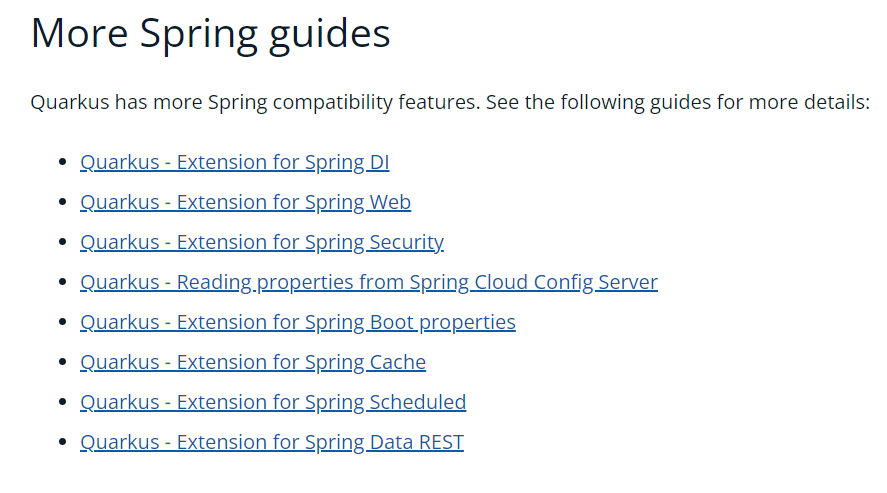 More Spring guides
Quarkus has more Spring compatibility features. See the following guides for more details:
Quarkus - Extension for Spring DI
Quarkus - Extension for Spring Web
Quarkus - Extension for Spring Security
Quarkus - Reading properties from Spring Cloud Config Server
Quarkus - Extension for Spring Boot properties
Quarkus - Extension for Spring Cache
Quarkus - Extension for Spring Scheduled
Quarkus - Extension for Spring Data REST